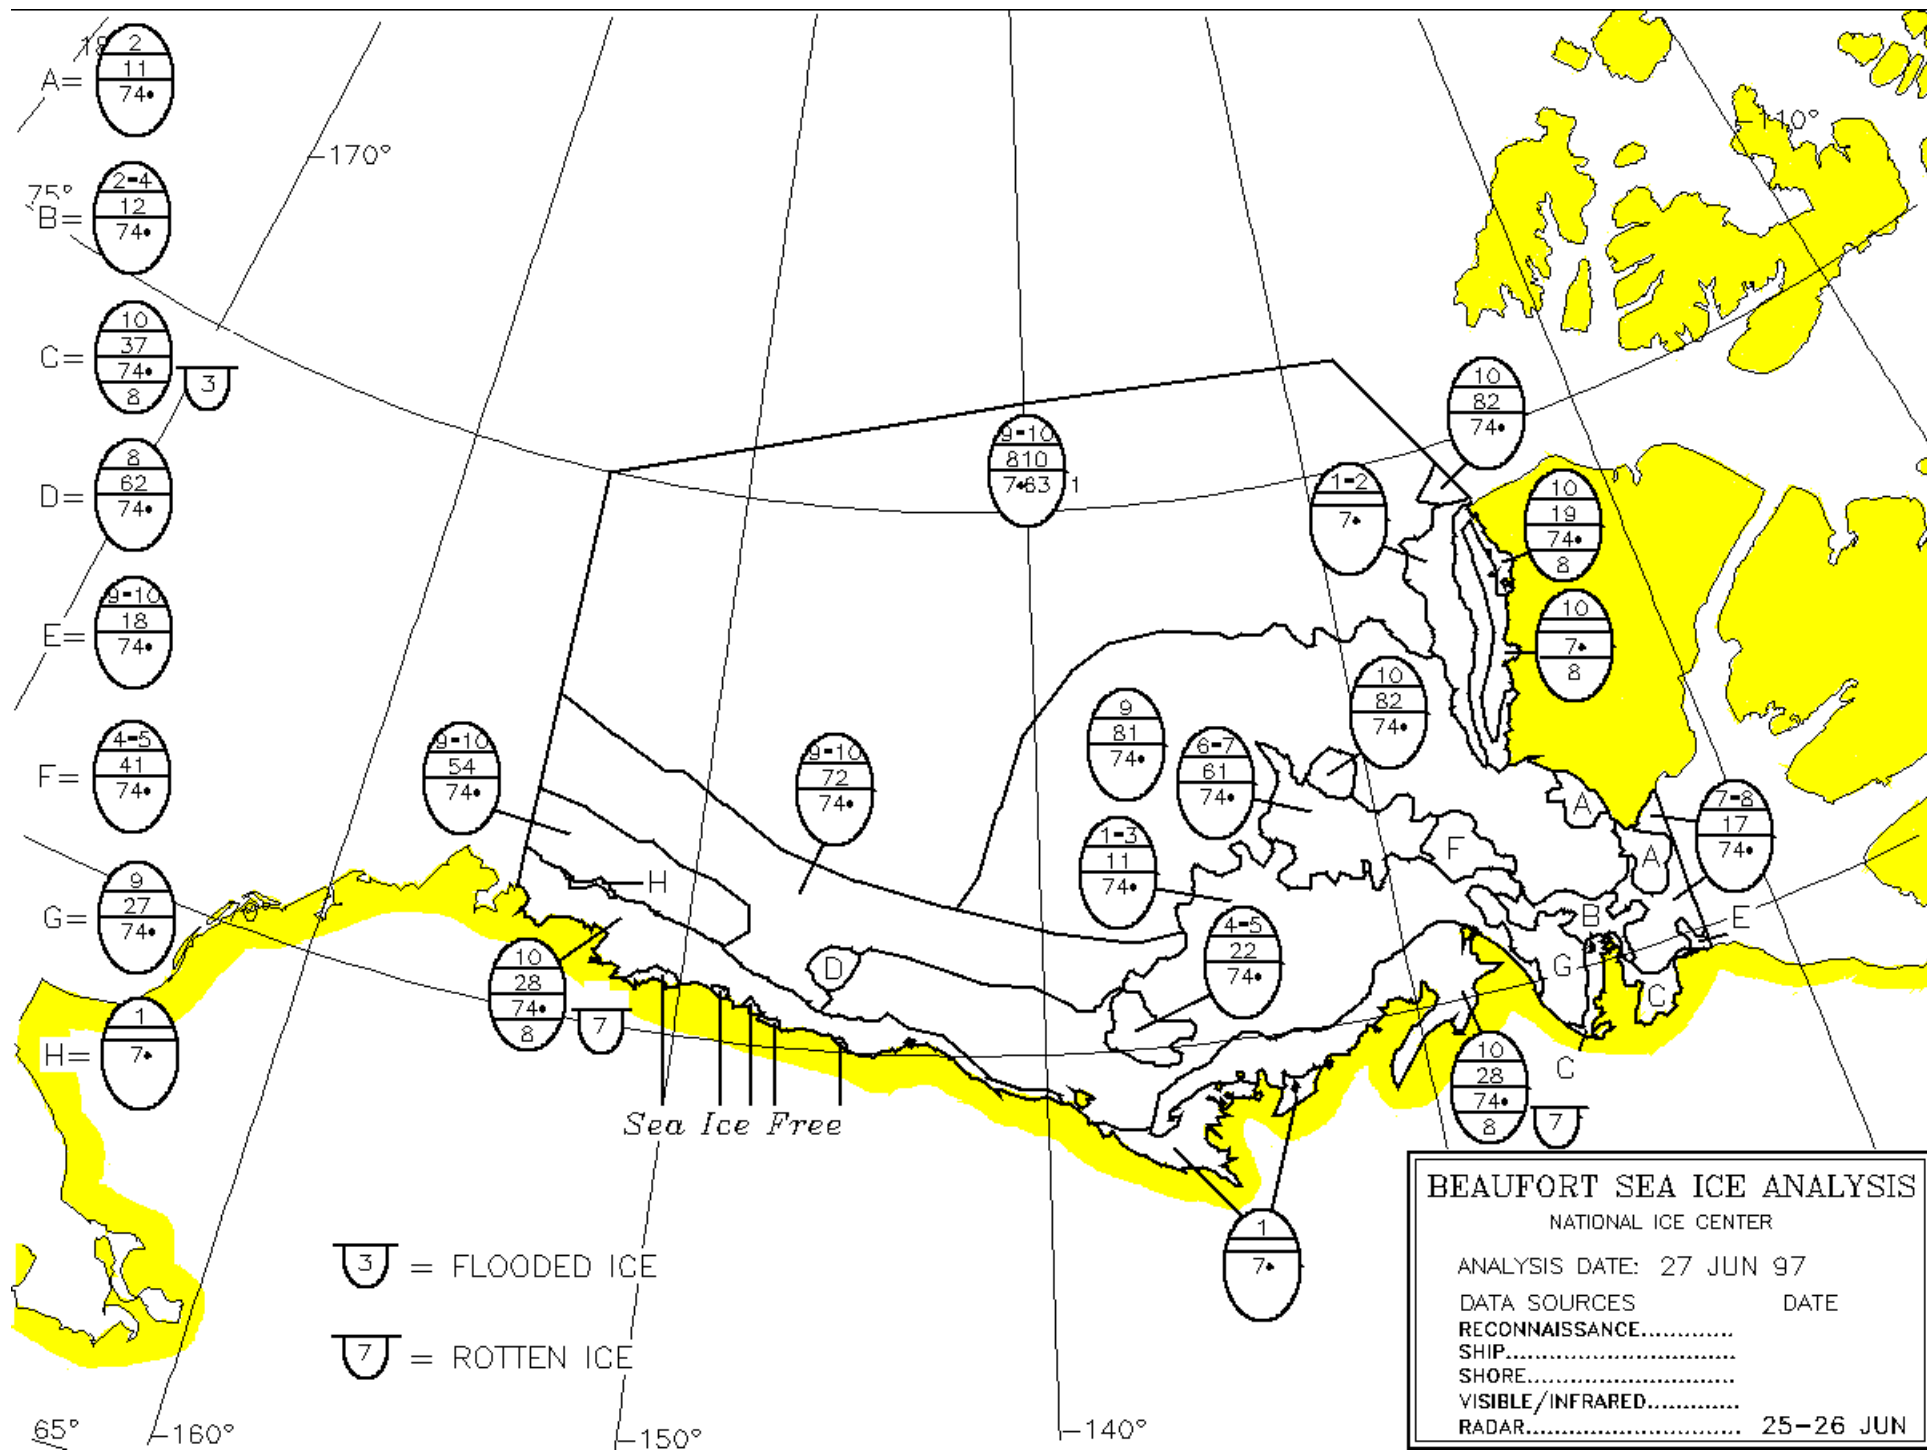 18
A=
2
11
74•
-170°
-110°
75°
B=
2-4
12
74•
C=
10
37
74•
8
3
D=
8
62
74•
E=
9-10
18
74•
F=
4-5
41
74•
G=
9
27
74•
H=
1
7•
9-10
810
7•63 1
10
82
74•
1-2
7•
10
19
74•
8
10
7•
8
10
82
74•
9
81
74•
6-7
61
74•
9-10
54
74•
9-10
72
74•
1-3
11
74•
7-8
17
74•
4-5
22
74•
10
28
74•
8
7
10
28
74•
8
7
1
7•
H
D
F
A
A
B
E
G
C
C
Sea Ice Free
3 = FLOODED ICE
7 = ROTTEN ICE
65°
-160°
-150°
-140°
BEAUFORT SEA ICE ANALYSIS
NATIONAL ICE CENTER
ANALYSIS DATE: 27 JUN 97
DATA SOURCES DATE
RECONNAISSANCE.............
SHIP................................
SHORE.............................
VISIBLE/INFRARED.............
RADAR.............................. 25-26 JUN